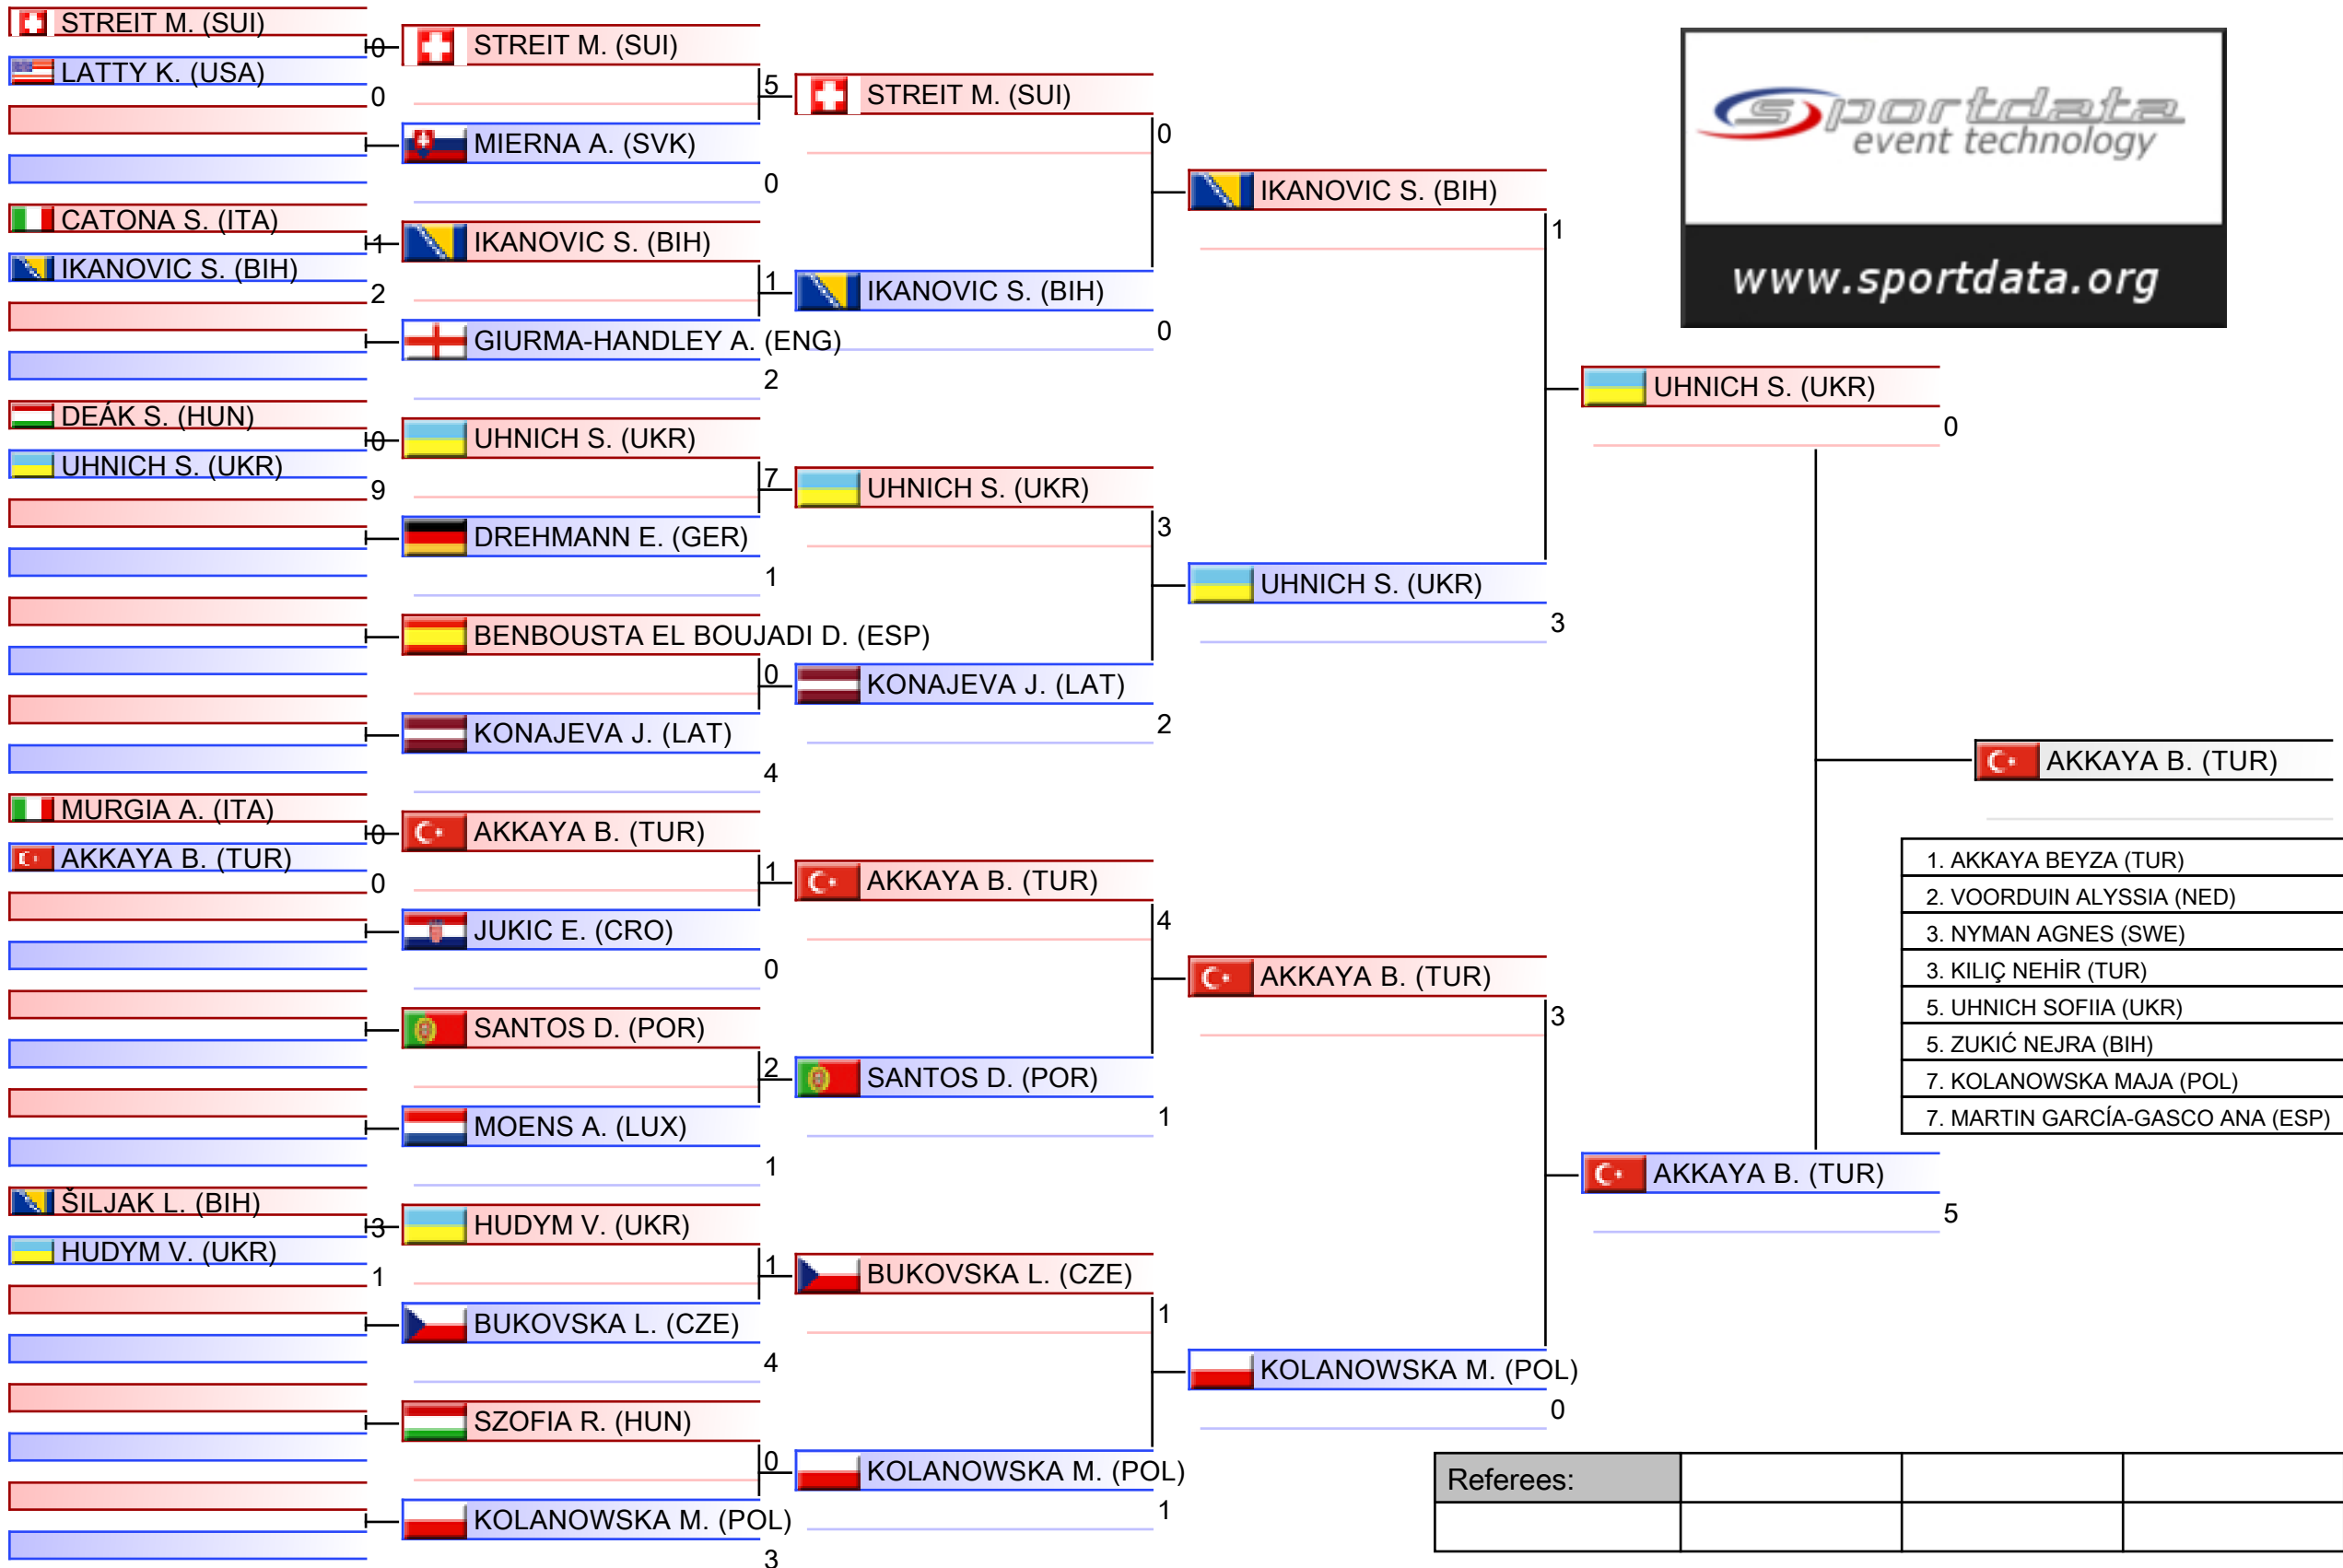 STREIT M. (SUI)
0
LATTY K. (USA)
0
CATONA S. (ITA)
1
IKANOVIC S. (BIH)
2
DEÁK S. (HUN)
0
UHNICH S. (UKR)
9
MURGIA A. (ITA)
0
AKKAYA B. (TUR)
0
ŠILJAK L. (BIH)
3
HUDYM V. (UKR)
1
STREIT M. (SUI)
5
MIERNA A. (SVK)
0
IKANOVIC S. (BIH)
1
GIURMA-HANDLEY A. (ENG)
2
UHNICH S. (UKR)
7
DREHMANN E. (GER)
1
BENBOUSTA EL BOUJADI D. (ESP)
0
KONAJEVA J. (LAT)
4
AKKAYA B. (TUR)
1
JUKIC E. (CRO)
0
SANTOS D. (POR)
2
MOENS A. (LUX)
1
HUDYM V. (UKR)
1
BUKOVSKA L. (CZE)
4
SZOFIA R. (HUN)
0
KOLANOWSKA M. (POL)
3
STREIT M. (SUI)
0
IKANOVIC S. (BIH)
0
UHNICH S. (UKR)
3
KONAJEVA J. (LAT)
2
AKKAYA B. (TUR)
4
SANTOS D. (POR)
1
BUKOVSKA L. (CZE)
1
KOLANOWSKA M. (POL)
1
IKANOVIC S. (BIH)
1
UHNICH S. (UKR)
3
AKKAYA B. (TUR)
3
KOLANOWSKA M. (POL)
0
UHNICH S. (UKR)
0
AKKAYA B. (TUR)
5
AKKAYA B. (TUR)
sportdata
event technology
www.sportdata.org
1. AKKAYA BEYZA (TUR)
2. VOORDUIN ALYSSIA (NED)
3. NYMAN AGNES (SWE)
3. KILIÇ NEHİR (TUR)
5. UHNICH SOFIIA (UKR)
5. ZUKIĆ NEJRA (BIH)
7. KOLANOWSKA MAJA (POL)
7. MARTIN GARCÍA-GASCO ANA (ESP)
Referees: